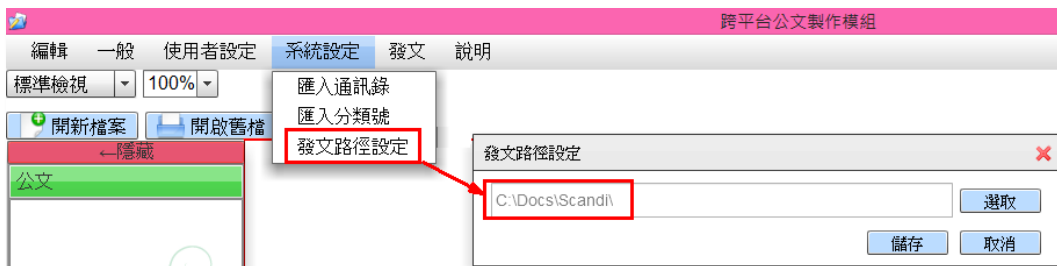 跨平台公文製作模組
編輯 一般 使用者設定 系統設定 發文 說明
標準檢視 100%
匯入通訊錄
匯入分類號
發文路徑設定
開新檔案 開啟舊檔
←隱藏
公文
發文路徑設定
C:\Docs\Scandi\ 選取
儲存 取消